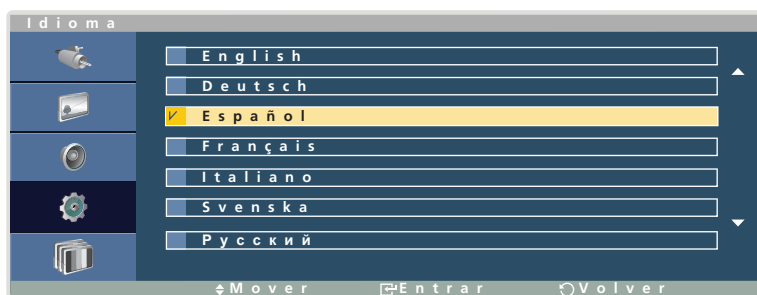 Idioma
English
Deutsch
Español
Français
Italiano
Svenska
Русский
Mover Entrar Volver